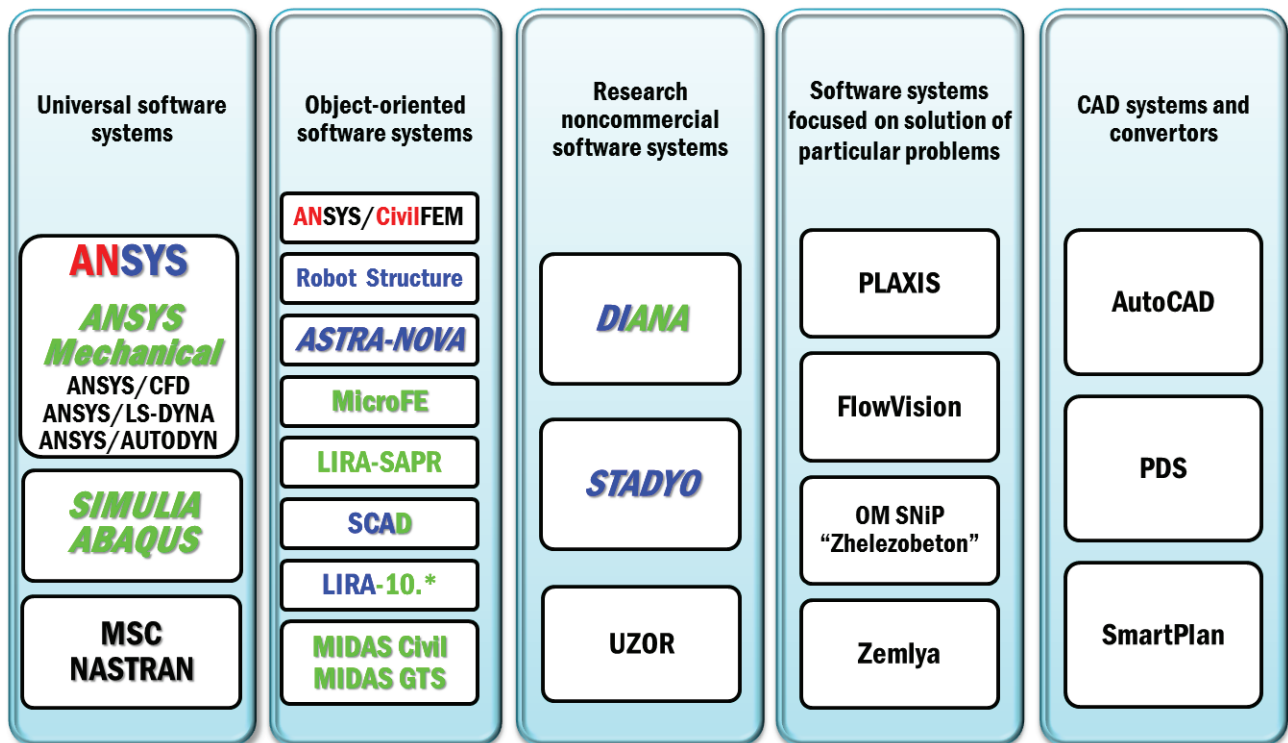 Universal software
systems
ANSYS
ANSYS
Mechanical
ANSYS/CFD
ANSYS/LS-DYNA
ANSYS/AUTODYN
SIMULIA
ABAQUS
MSC
NASTRAN
Object-oriented
software systems
ANSYS/CivilFEM
Robot Structure
ASTRA-NOVA
MicroFE
LIRA-SAPR
SCAD
LIRA-10.*
MIDAS Civil
MIDAS GTS
Research
noncommercial
software systems
DIANA
STADYO
UZOR
Software systems
focused on solution of
particular problems
PLAXIS
FlowVision
OM SNiP
“Zhelezobeton”
Zemlya
CAD systems and
convertors
AutoCAD
PDS
SmartPlan